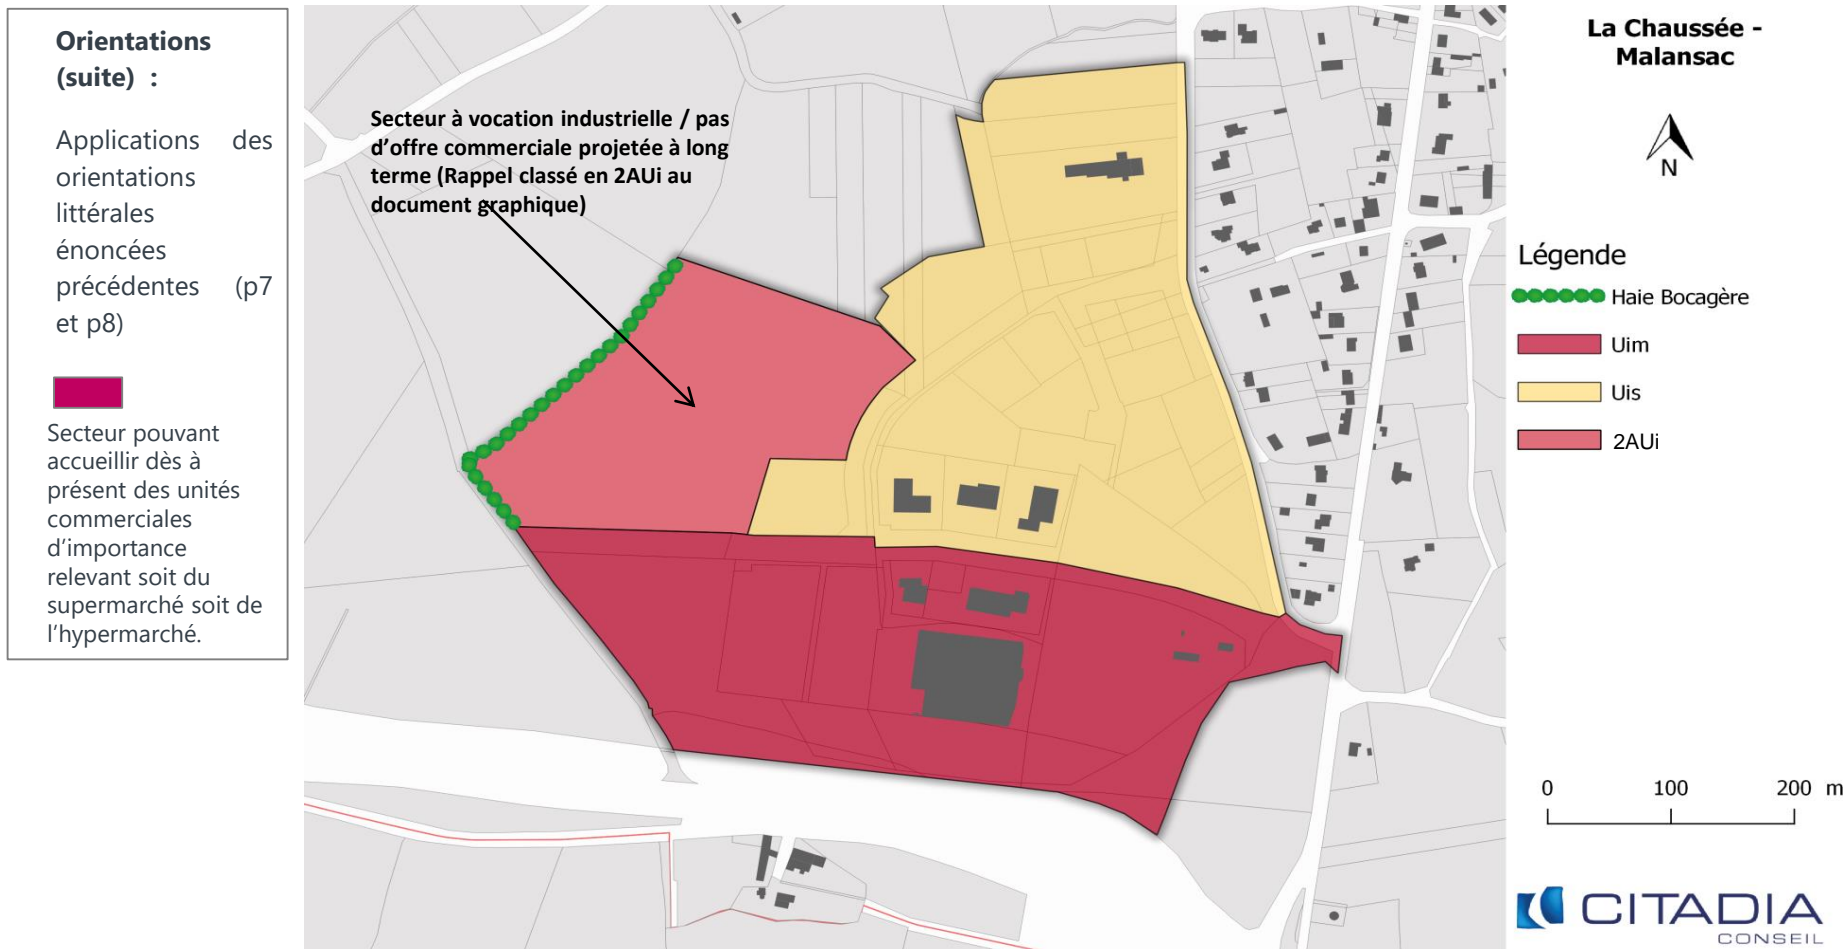 Orientations
(suite) :
Applications des
orientations
littérales
énoncées
précédentes (p7
et p8)
Secteur pouvant
accueillir dès à
présent des unités
commerciales
d’importance
relevant soit du
supermarché soit de
l’hypermarché.
Secteur à vocation industrielle / pas
d’offre commerciale projetée à long
terme (Rappel classé en 2AUi au
document graphique)
La Chaussée -
Malansac
N
Légende
Haie Bocagère
Uim
Uis
2AUi
0 100 200 m
CITADIA
CONSEIL